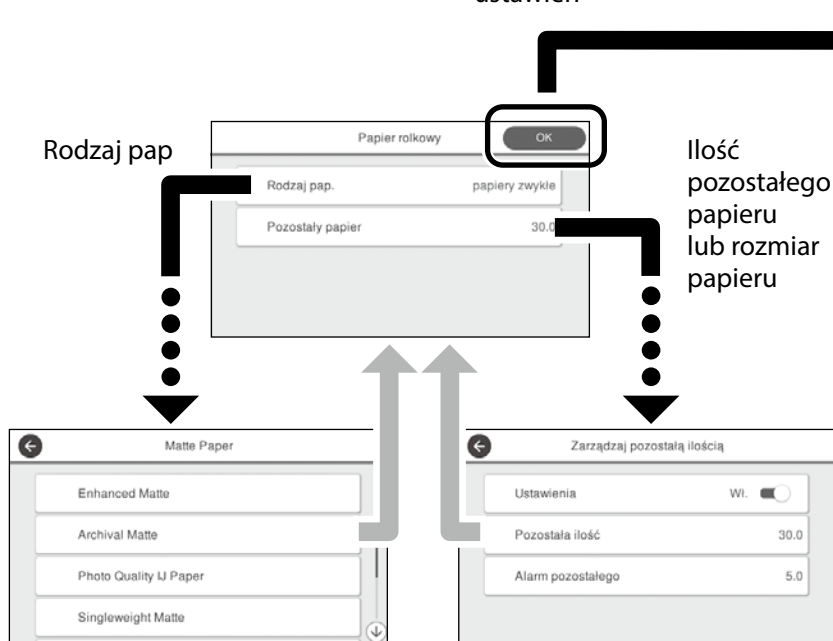 ustawień
Rodzaj pap
Papier rolkowy
OK
Rodzaj pap.
papiery zwykłe
Pozostały papier
30.0
Ilość
pozostałego
papieru
lub rozmiar
papieru
Matte Paper
Enhanced Matte
Archival Matte
Photo Quality IJ Paper
Singleweight Matte
Zarządzaj pozostałą ilością
Ustawienia
Wł.
Pozostała ilość
30.0
Alarm pozostałego
5.0